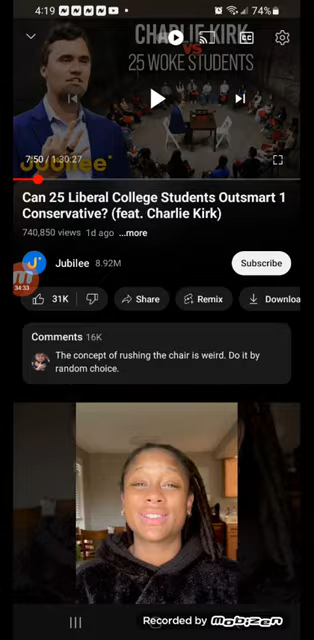 4:19
74%
CHARLIE KIRK
VS
25 WOKE STUDENTS
Jubilee
7:50 / 1:30:27
Can 25 Liberal College Students Outsmart 1
Conservative? (feat. Charlie Kirk)
740,850 views 1d ago ...more
Jubilee 8.92M
Subscribe
34:33
31K
Share
Remix
Downloa
Comments 16K
The concept of rushing the chair is weird. Do it by
random choice.
Recorded by mobizen